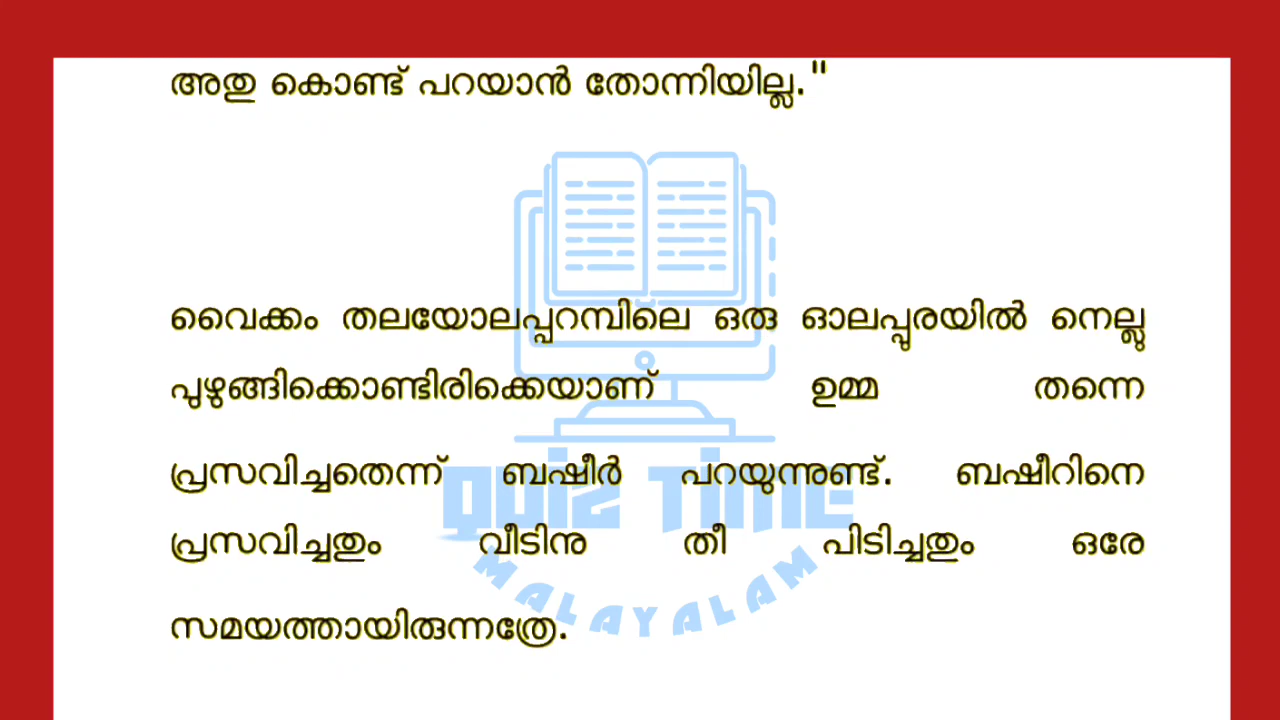 അതു കൊണ്ട് പറയാൻ തോന്നിയില്ല."
വൈക്കം തലയോലപ്പറമ്പിലെ ഒരു ഓലപ്പുരയിൽ നെല്ലു
പുഴുങ്ങിക്കൊണ്ടിരിക്കെയാണ് ഉമ്മ തന്നെ
പ്രസവിച്ചതെന്ന് ബഷീർ പറയുന്നുണ്ട്. ബഷീറിനെ
പ്രസവിച്ചതും വീടിനു തീ പിടിച്ചതും ഒരേ
സമയത്തായിരുന്നത്രേ.
QUIZ TIME
MALAYALAM